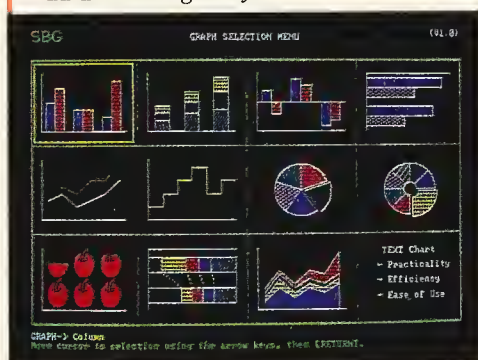 SBG GRAPH SELECTION MENU (V1.0)
TEXT Chart
- Practicality
- Efficiency
- Ease of Use
GRAPH-> Column
Move cursor to selection using the arrow keys, then [RETURN].